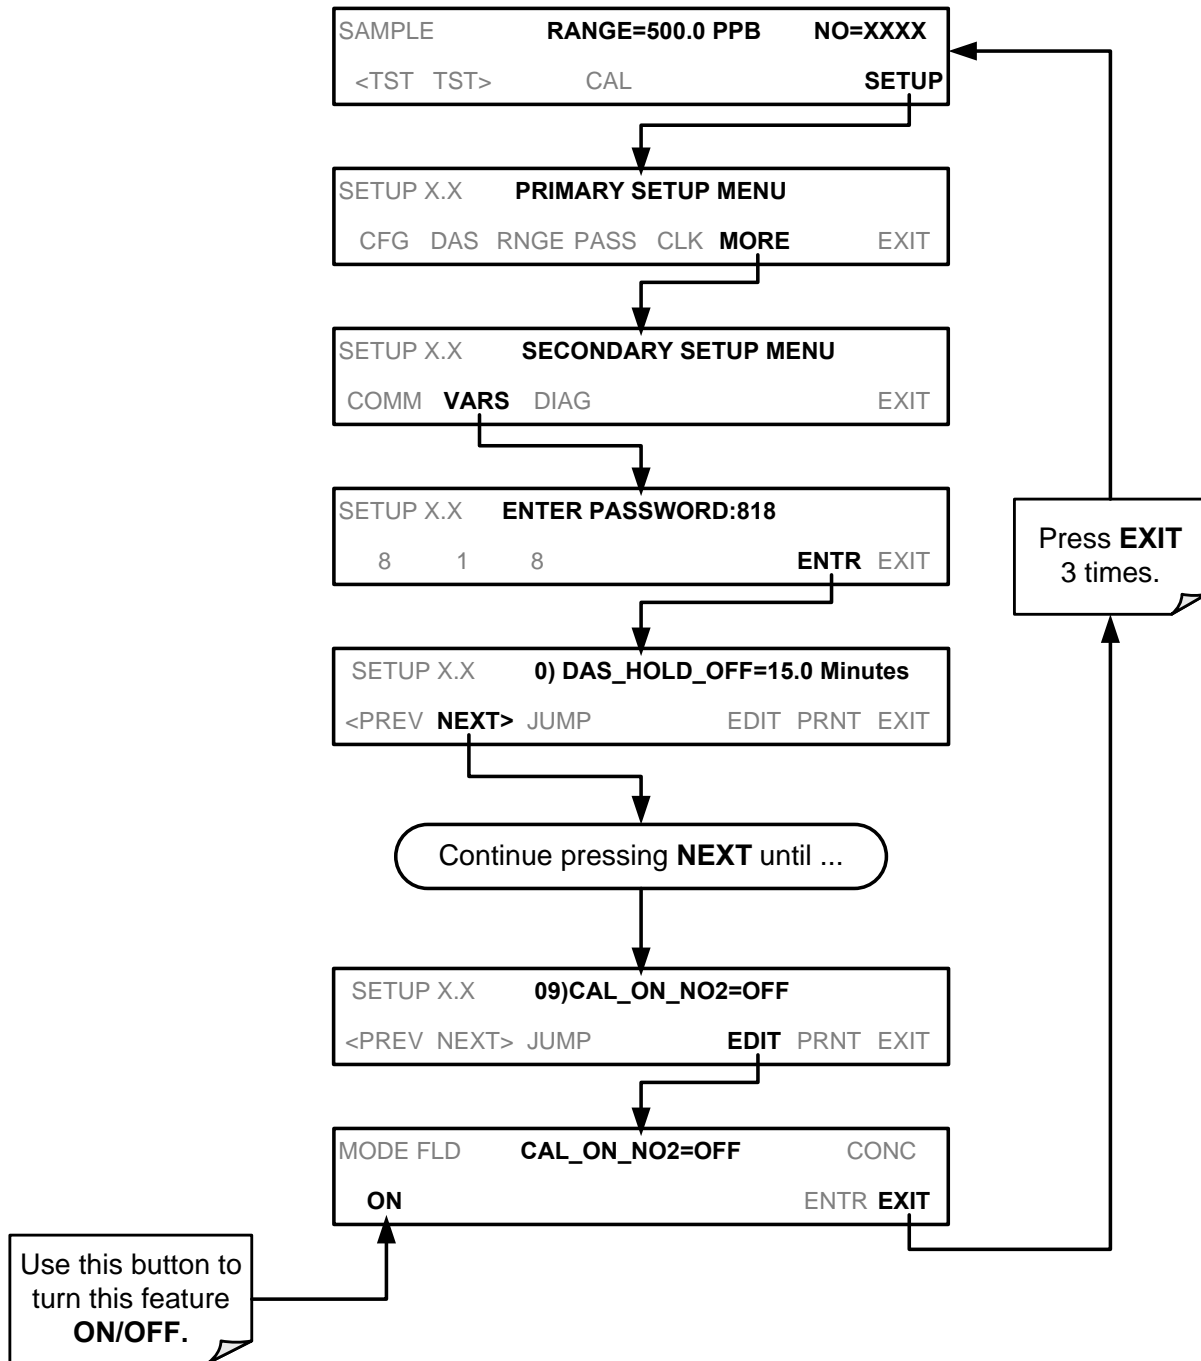 SAMPLE RANGE=500.0 PPB NO=XXXX
<TST TST> CAL SETUP
SETUP X.X PRIMARY SETUP MENU
CFG DAS RNGE PASS CLK MORE EXIT
SETUP X.X SECONDARY SETUP MENU
COMM VARS DIAG EXIT
SETUP X.X ENTER PASSWORD:818
8 1 8 ENTR EXIT
Press EXIT
3 times.
SETUP X.X 0) DAS_HOLD_OFF=15.0 Minutes
<PREV NEXT> JUMP EDIT PRNT EXIT
Continue pressing NEXT until ...
SETUP X.X 09)CAL_ON_NO2=OFF
<PREV NEXT> JUMP EDIT PRNT EXIT
MODE FLD CAL_ON_NO2=OFF CONC
ON ENTR EXIT
Use this button to
turn this feature
ON/OFF.